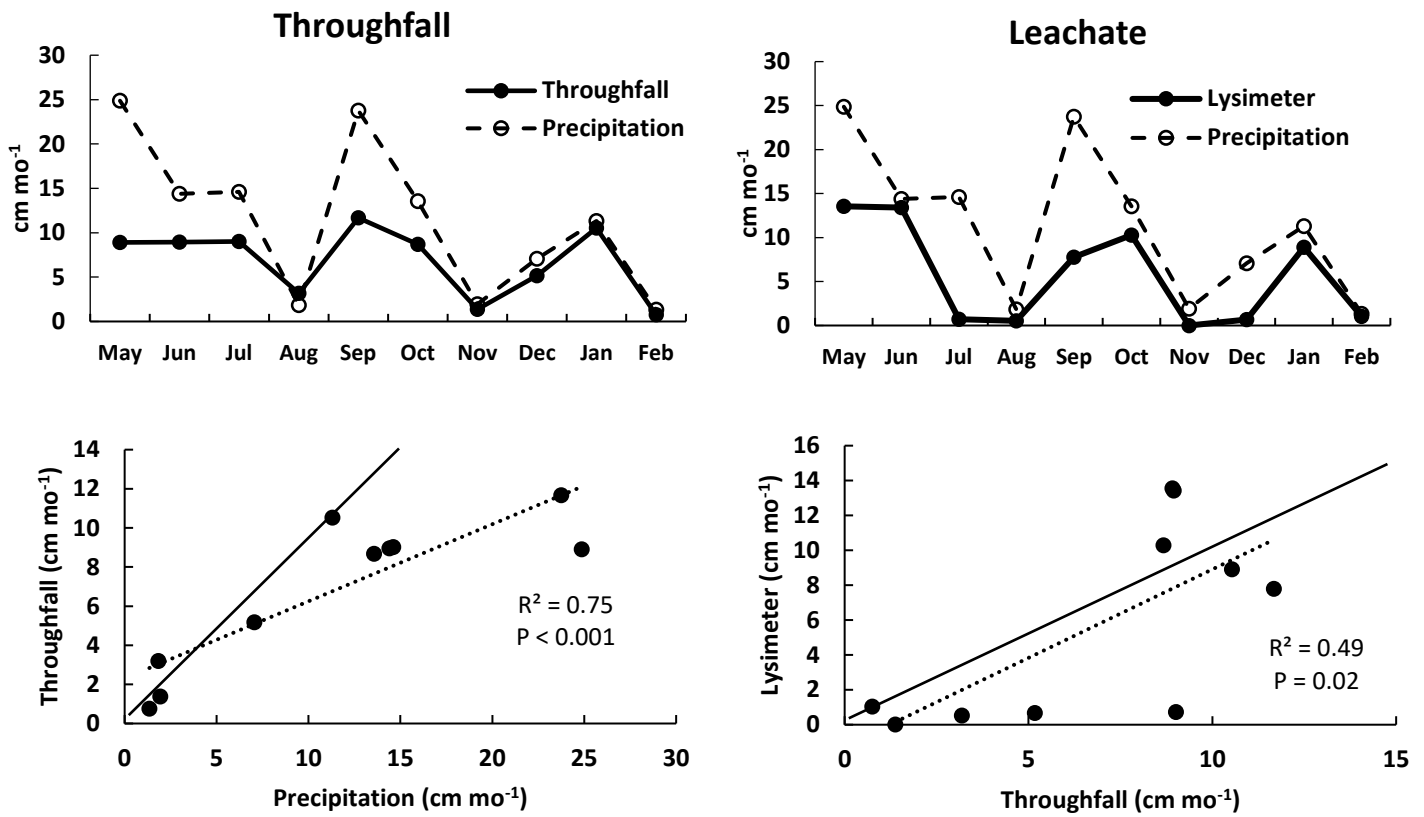 Throughfall
30
25
20
15
10
5
0
cm mo⁻¹
Throughfall
Precipitation
May Jun Jul Aug Sep Oct Nov Dec Jan Feb
Leachate
30
25
20
15
10
5
0
cm mo⁻¹
Lysimeter
Precipitation
May Jun Jul Aug Sep Oct Nov Dec Jan Feb
14
12
10
8
6
4
2
0
Throughfall (cm mo⁻¹)
R² = 0.75
P < 0.001
0 5 10 15 20 25 30
Precipitation (cm mo⁻¹)
16
14
12
10
8
6
4
2
0
Lysimeter (cm mo⁻¹)
R² = 0.49
P = 0.02
0 5 10 15
Throughfall (cm mo⁻¹)